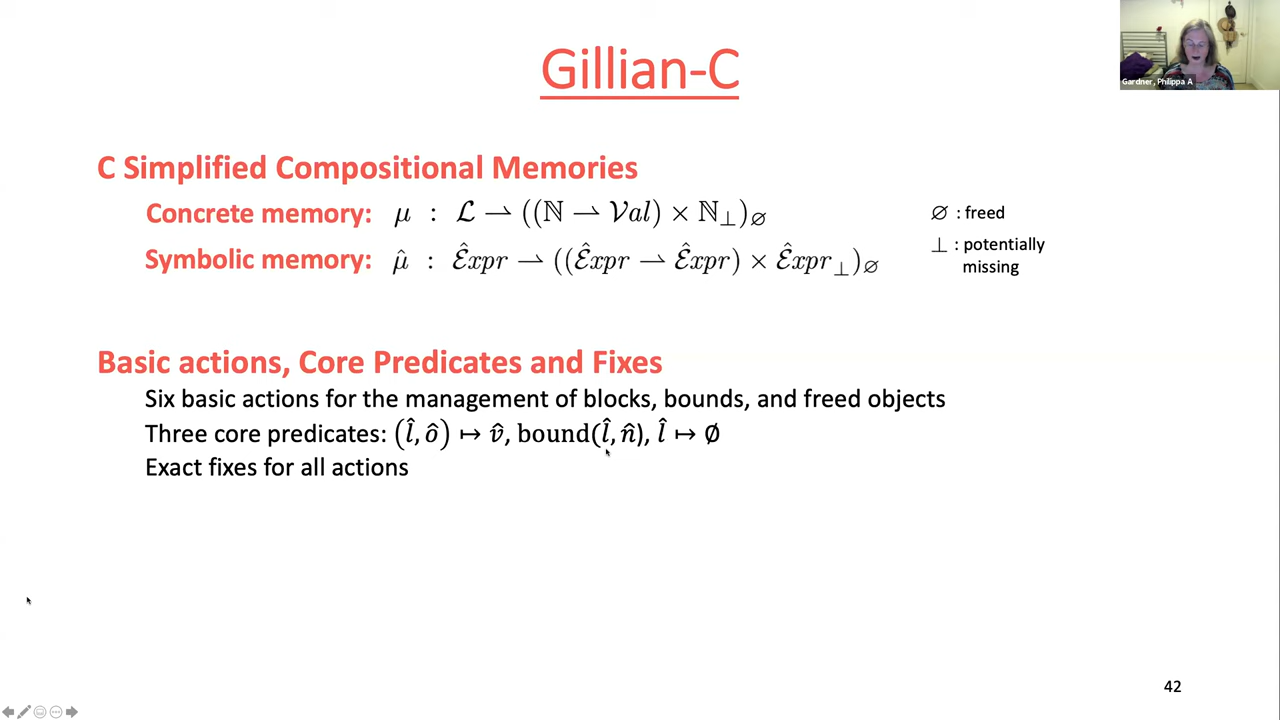 Gillian-C
Gardner, Philippa A
C Simplified Compositional Memories
Concrete memory: μ : ℒ ⇀ ((ℕ ⇀ 𝒱al) × ℕ⊥)∅
∅ : freed
Symbolic memory: μ̂ : ℰ̂xpr ⇀ ((ℰ̂xpr ⇀ ℰ̂xpr) × ℰ̂xpr⊥)∅
⊥ : potentially
missing
Basic actions, Core Predicates and Fixes
Six basic actions for the management of blocks, bounds, and freed objects
Three core predicates: (l̂, ô) ↦ v̂, bound(l̂, n̂), l̂ ↦ ∅
Exact fixes for all actions
42